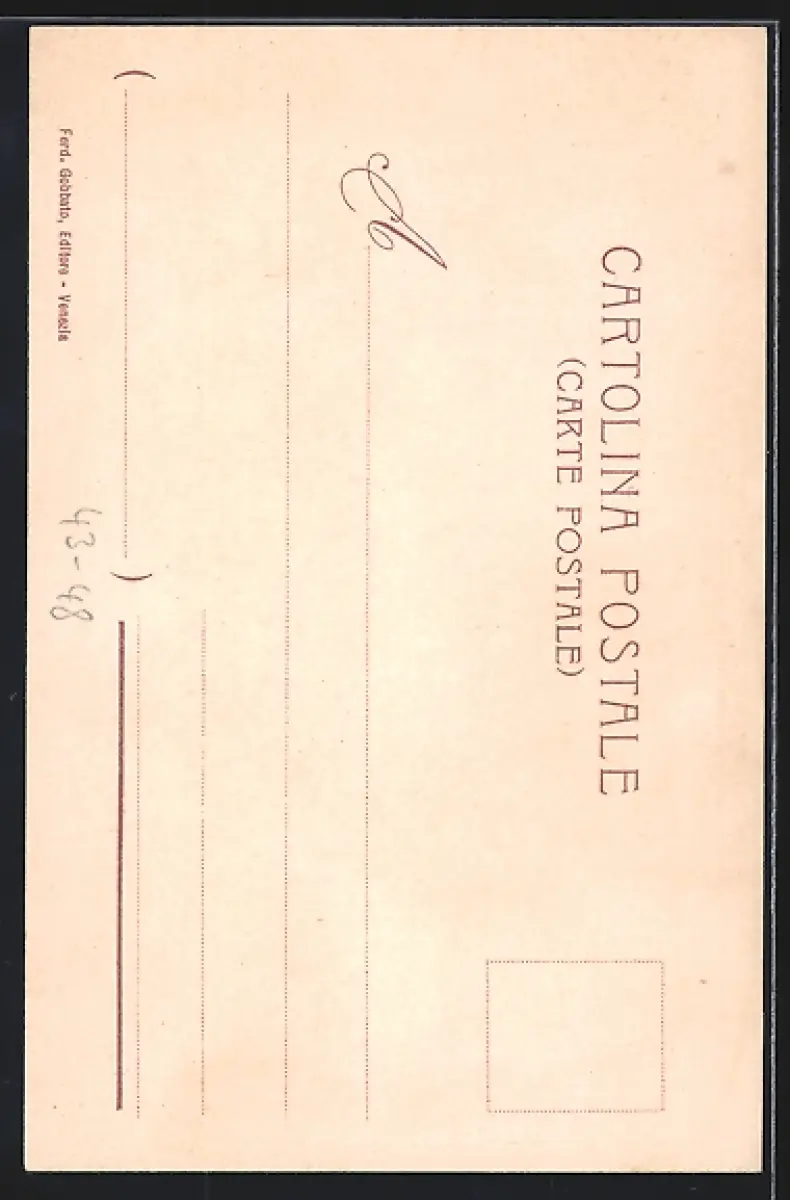 CARTOLINA POSTALE
(CARTE POSTALE)
A
(
)
Ferd. Gobbato, Editore - Venezia
43-48